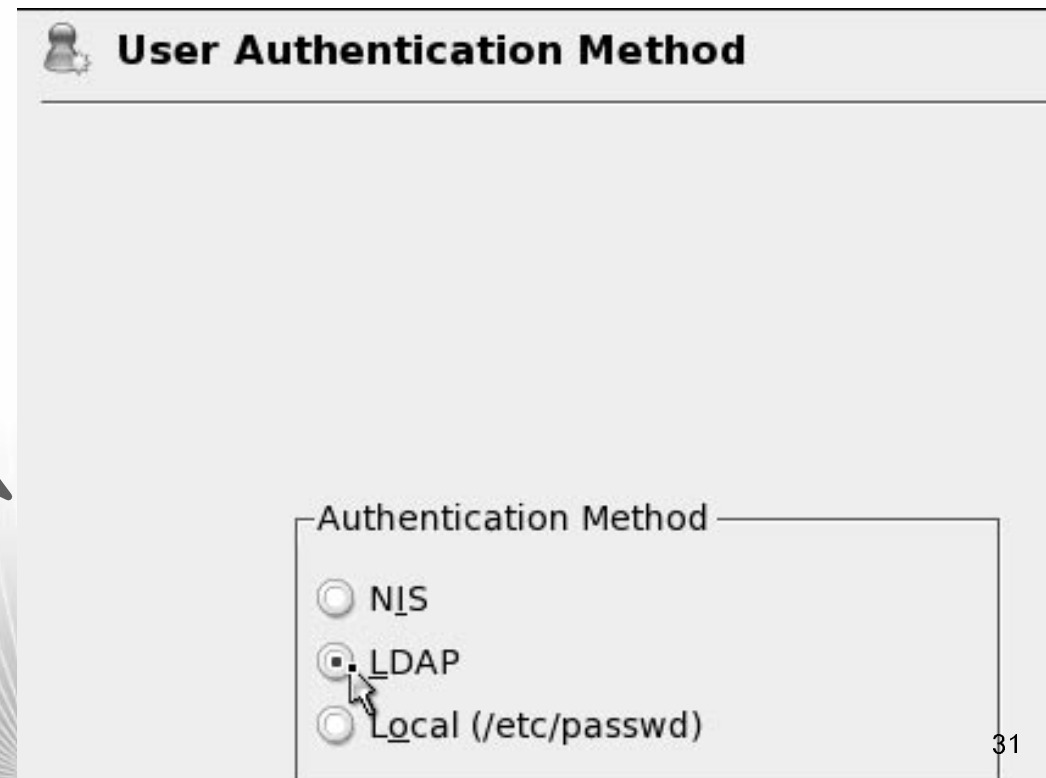 User Authentication Method
Authentication Method
NIS
LDAP
Local (/etc/passwd)
31